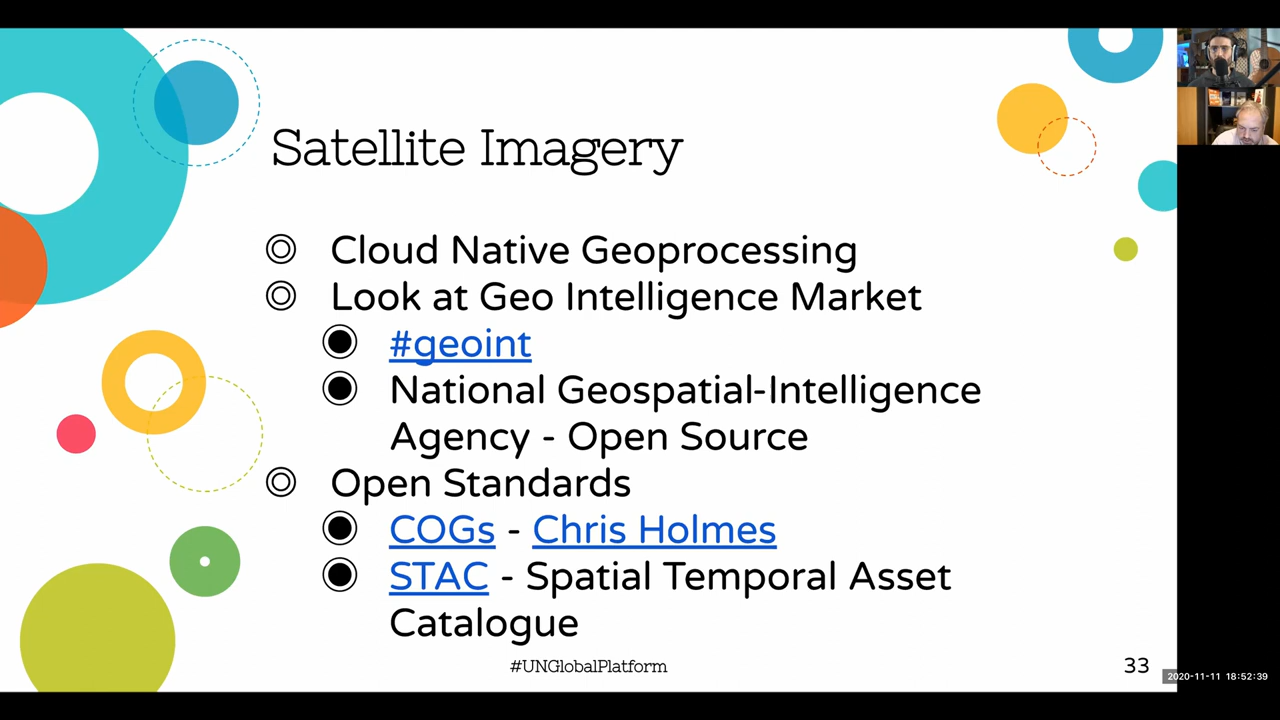 Satellite Imagery
Cloud Native Geoprocessing
Look at Geo Intelligence Market
#geoint
National Geospatial-Intelligence
Agency - Open Source
Open Standards
COGs - Chris Holmes
STAC - Spatial Temporal Asset
Catalogue
#UNGlobalPlatform
33
2020-11-11 18:52:39